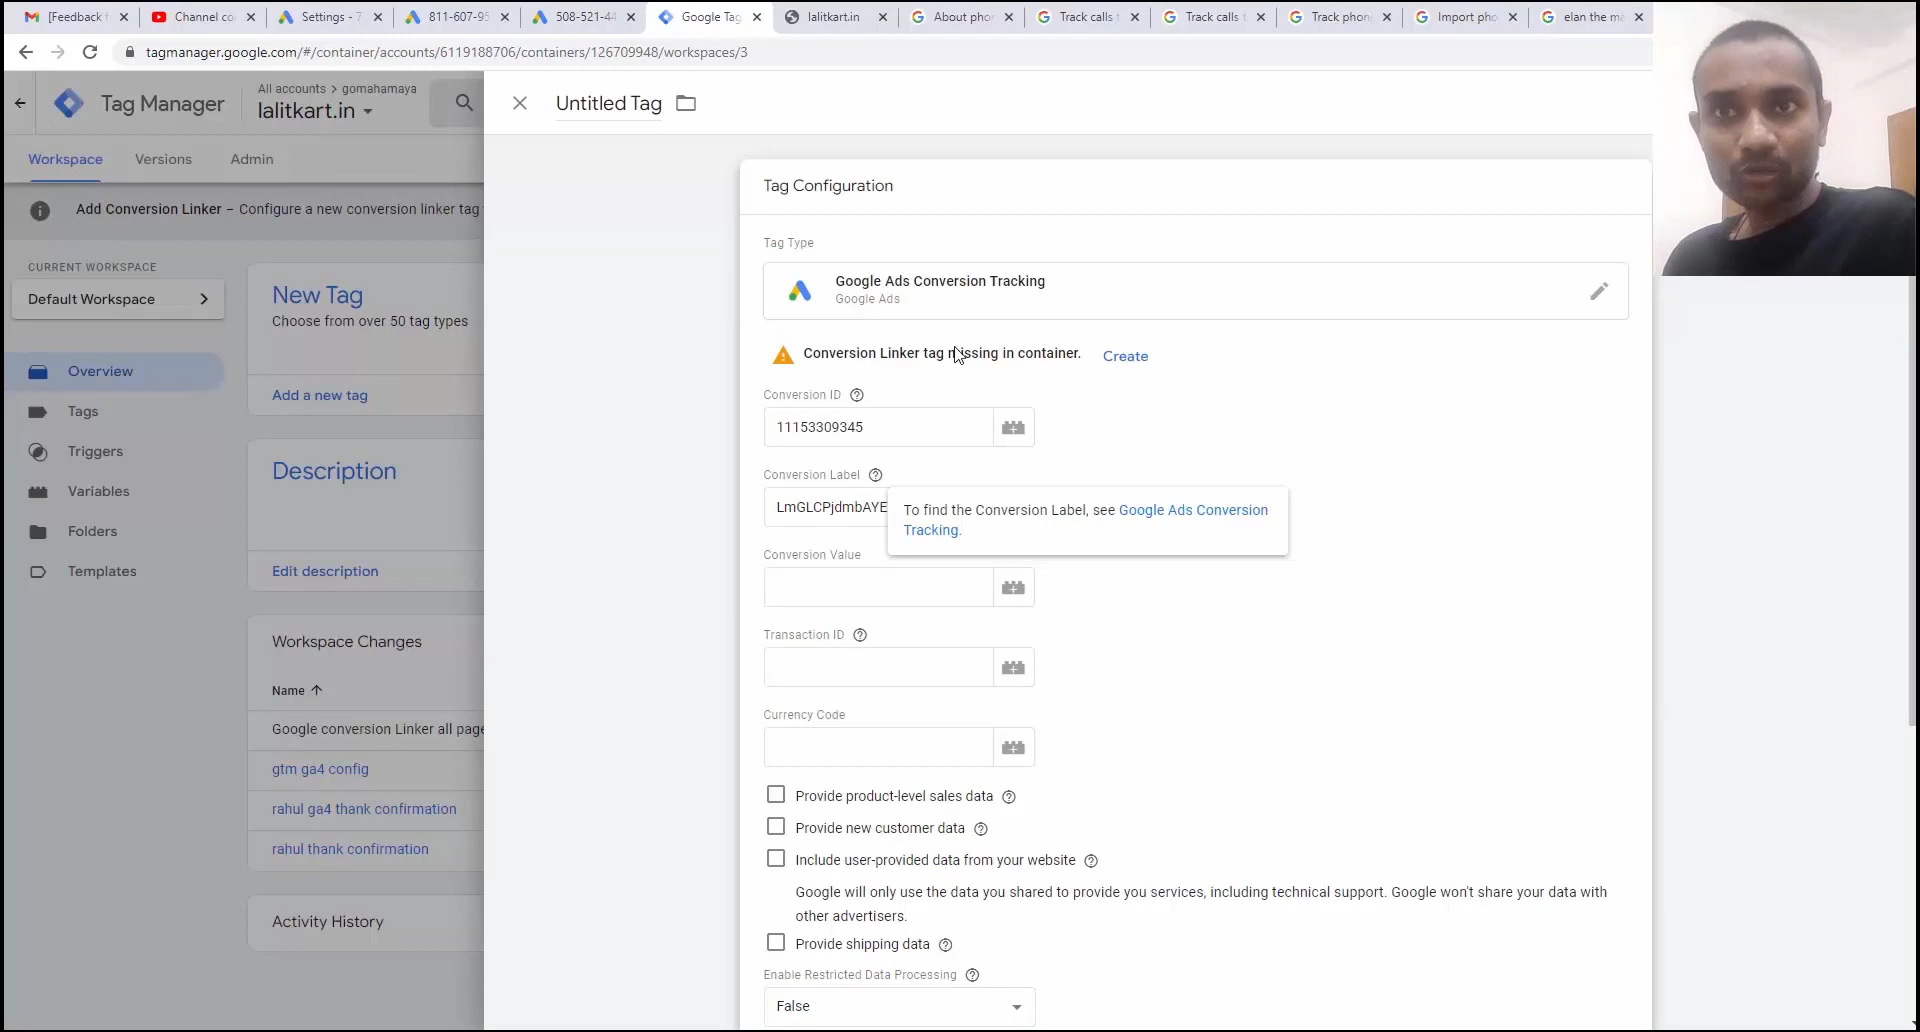 [Feedback
Channel co
Settings - 7
811-607-95
508-521-44
Google Tag
lalitkart.in
About phon
Track calls t
Track calls t
Track phon
Import pho
elan the ma
tagmanager.google.com/#/container/accounts/6119188706/containers/126709948/workspaces/3
Tag Manager
All accounts > gomahamaya
lalitkart.in
Untitled Tag
Workspace
Versions
Admin
Add Conversion Linker – Configure a new conversion linker tag
CURRENT WORKSPACE
Default Workspace
Overview
Tags
Triggers
Variables
Folders
Templates
New Tag
Choose from over 50 tag types
Add a new tag
Description
Edit description
Workspace Changes
Name
Google conversion Linker all page
gtm ga4 config
rahul ga4 thank confirmation
rahul thank confirmation
Activity History
Tag Configuration
Tag Type
Google Ads Conversion Tracking
Google Ads
Conversion Linker tag missing in container. Create
Conversion ID
11153309345
Conversion Label
LmGLCPjdmbAYE
To find the Conversion Label, see Google Ads Conversion
Tracking.
Conversion Value
Transaction ID
Currency Code
Provide product-level sales data
Provide new customer data
Include user-provided data from your website
Google will only use the data you shared to provide you services, including technical support. Google won't share your data with
other advertisers.
Provide shipping data
Enable Restricted Data Processing
False